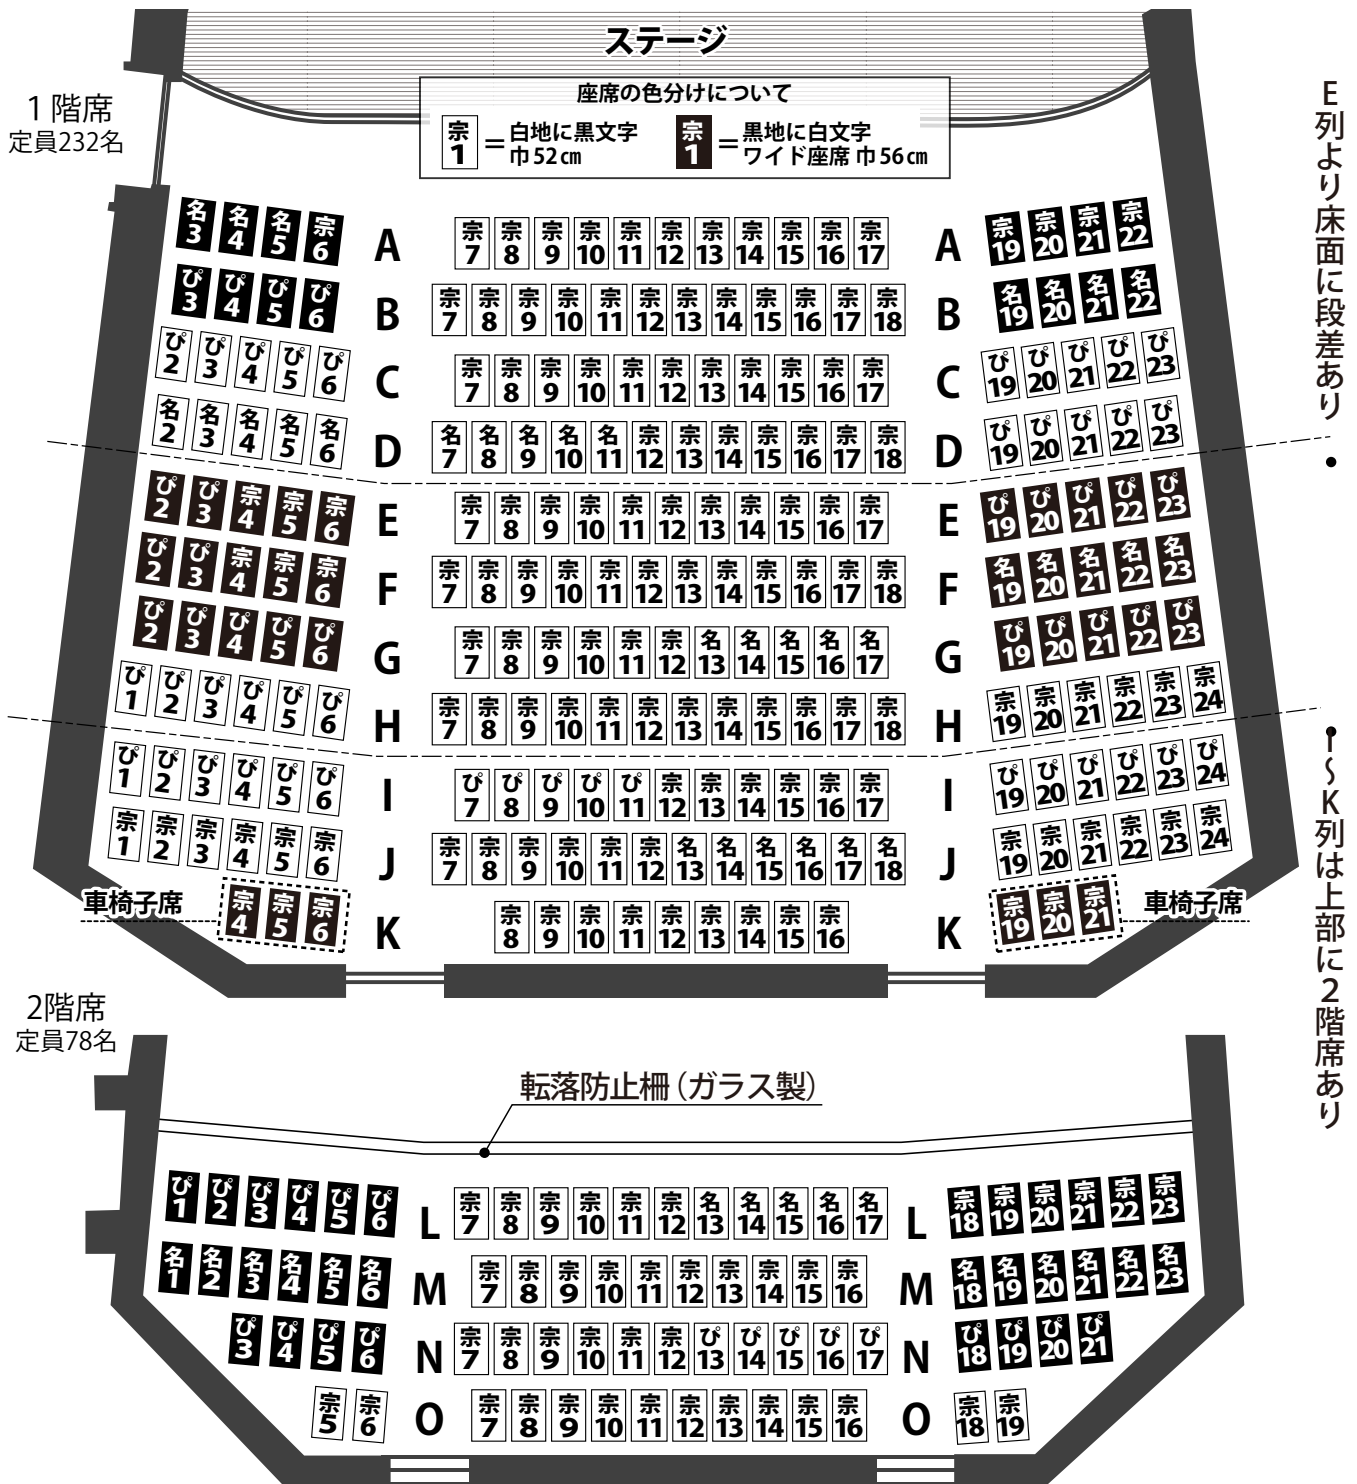 ステージ
座席の色分けについて
宗1 = 白地に黒文字 巾52㎝
宗1 = 黒地に白文字 ワイド座席 巾56㎝
1階席
定員232名
E列より床面に段差あり
名3 名4 名5 宗6 A 宗7 宗8 宗9 宗10 宗11 宗12 宗13 宗14 宗15 宗16 宗17 A 宗19 宗20 宗21 宗22
ぴ3 ぴ4 ぴ5 ぴ6 B 宗7 宗8 宗9 宗10 宗11 宗12 宗13 宗14 宗15 宗16 宗17 宗18 B 名19 名20 名21 名22
ぴ2 ぴ3 ぴ4 ぴ5 ぴ6 C 宗7 宗8 宗9 宗10 宗11 宗12 宗13 宗14 宗15 宗16 宗17 C ぴ19 ぴ20 ぴ21 ぴ22 ぴ23
名2 名3 名4 名5 名6 D 名7 名8 名9 名10 名11 宗12 宗13 宗14 宗15 宗16 宗17 宗18 D ぴ19 ぴ20 ぴ21 ぴ22 ぴ23
ぴ2 ぴ3 宗4 宗5 宗6 E 宗7 宗8 宗9 宗10 宗11 宗12 宗13 宗14 宗15 宗16 宗17 E ぴ19 ぴ20 ぴ21 ぴ22 ぴ23
ぴ2 ぴ3 宗4 宗5 宗6 F 宗7 宗8 宗9 宗10 宗11 宗12 宗13 宗14 宗15 宗16 宗17 宗18 F 名19 名20 名21 名22 名23
ぴ2 ぴ3 ぴ4 ぴ5 ぴ6 G 宗7 宗8 宗9 宗10 宗11 宗12 名13 名14 名15 名16 名17 G ぴ19 ぴ20 ぴ21 ぴ22 ぴ23
ぴ1 ぴ2 ぴ3 ぴ4 ぴ5 ぴ6 H 宗7 宗8 宗9 宗10 宗11 宗12 宗13 宗14 宗15 宗16 宗17 宗18 H 宗19 宗20 宗21 宗22 宗23 宗24
I〜K列は上部に2階席あり
ぴ1 ぴ2 ぴ3 ぴ4 ぴ5 ぴ6 I ぴ7 ぴ8 ぴ9 ぴ10 ぴ11 宗12 宗13 宗14 宗15 宗16 宗17 I ぴ19 ぴ20 ぴ21 ぴ22 ぴ23 ぴ24
宗1 宗2 宗3 宗4 宗5 宗6 J 宗7 宗8 宗9 宗10 宗11 宗12 名13 名14 名15 名16 名17 名18 J 宗19 宗20 宗21 宗22 宗23 宗24
車椅子席 宗4 宗5 宗6 K 宗8 宗9 宗10 宗11 宗12 宗13 宗14 宗15 宗16 K 宗19 宗20 宗21 車椅子席
2階席
定員78名
転落防止柵（ガラス製）
ぴ1 ぴ2 ぴ3 ぴ4 ぴ5 ぴ6 L 宗7 宗8 宗9 宗10 宗11 宗12 名13 名14 名15 名16 名17 L 宗18 宗19 宗20 宗21 宗22 宗23
名1 名2 名3 名4 名5 名6 M 宗7 宗8 宗9 宗10 宗11 宗12 宗13 宗14 宗15 宗16 M 名18 名19 名20 名21 名22 名23
ぴ3 ぴ4 ぴ5 ぴ6 N 宗7 宗8 宗9 宗10 宗11 宗12 ぴ13 ぴ14 ぴ15 ぴ16 ぴ17 N ぴ18 ぴ19 ぴ20 ぴ21
宗5 宗6 O 宗7 宗8 宗9 宗10 宗11 宗12 宗13 宗14 宗15 宗16 O 宗18 宗19